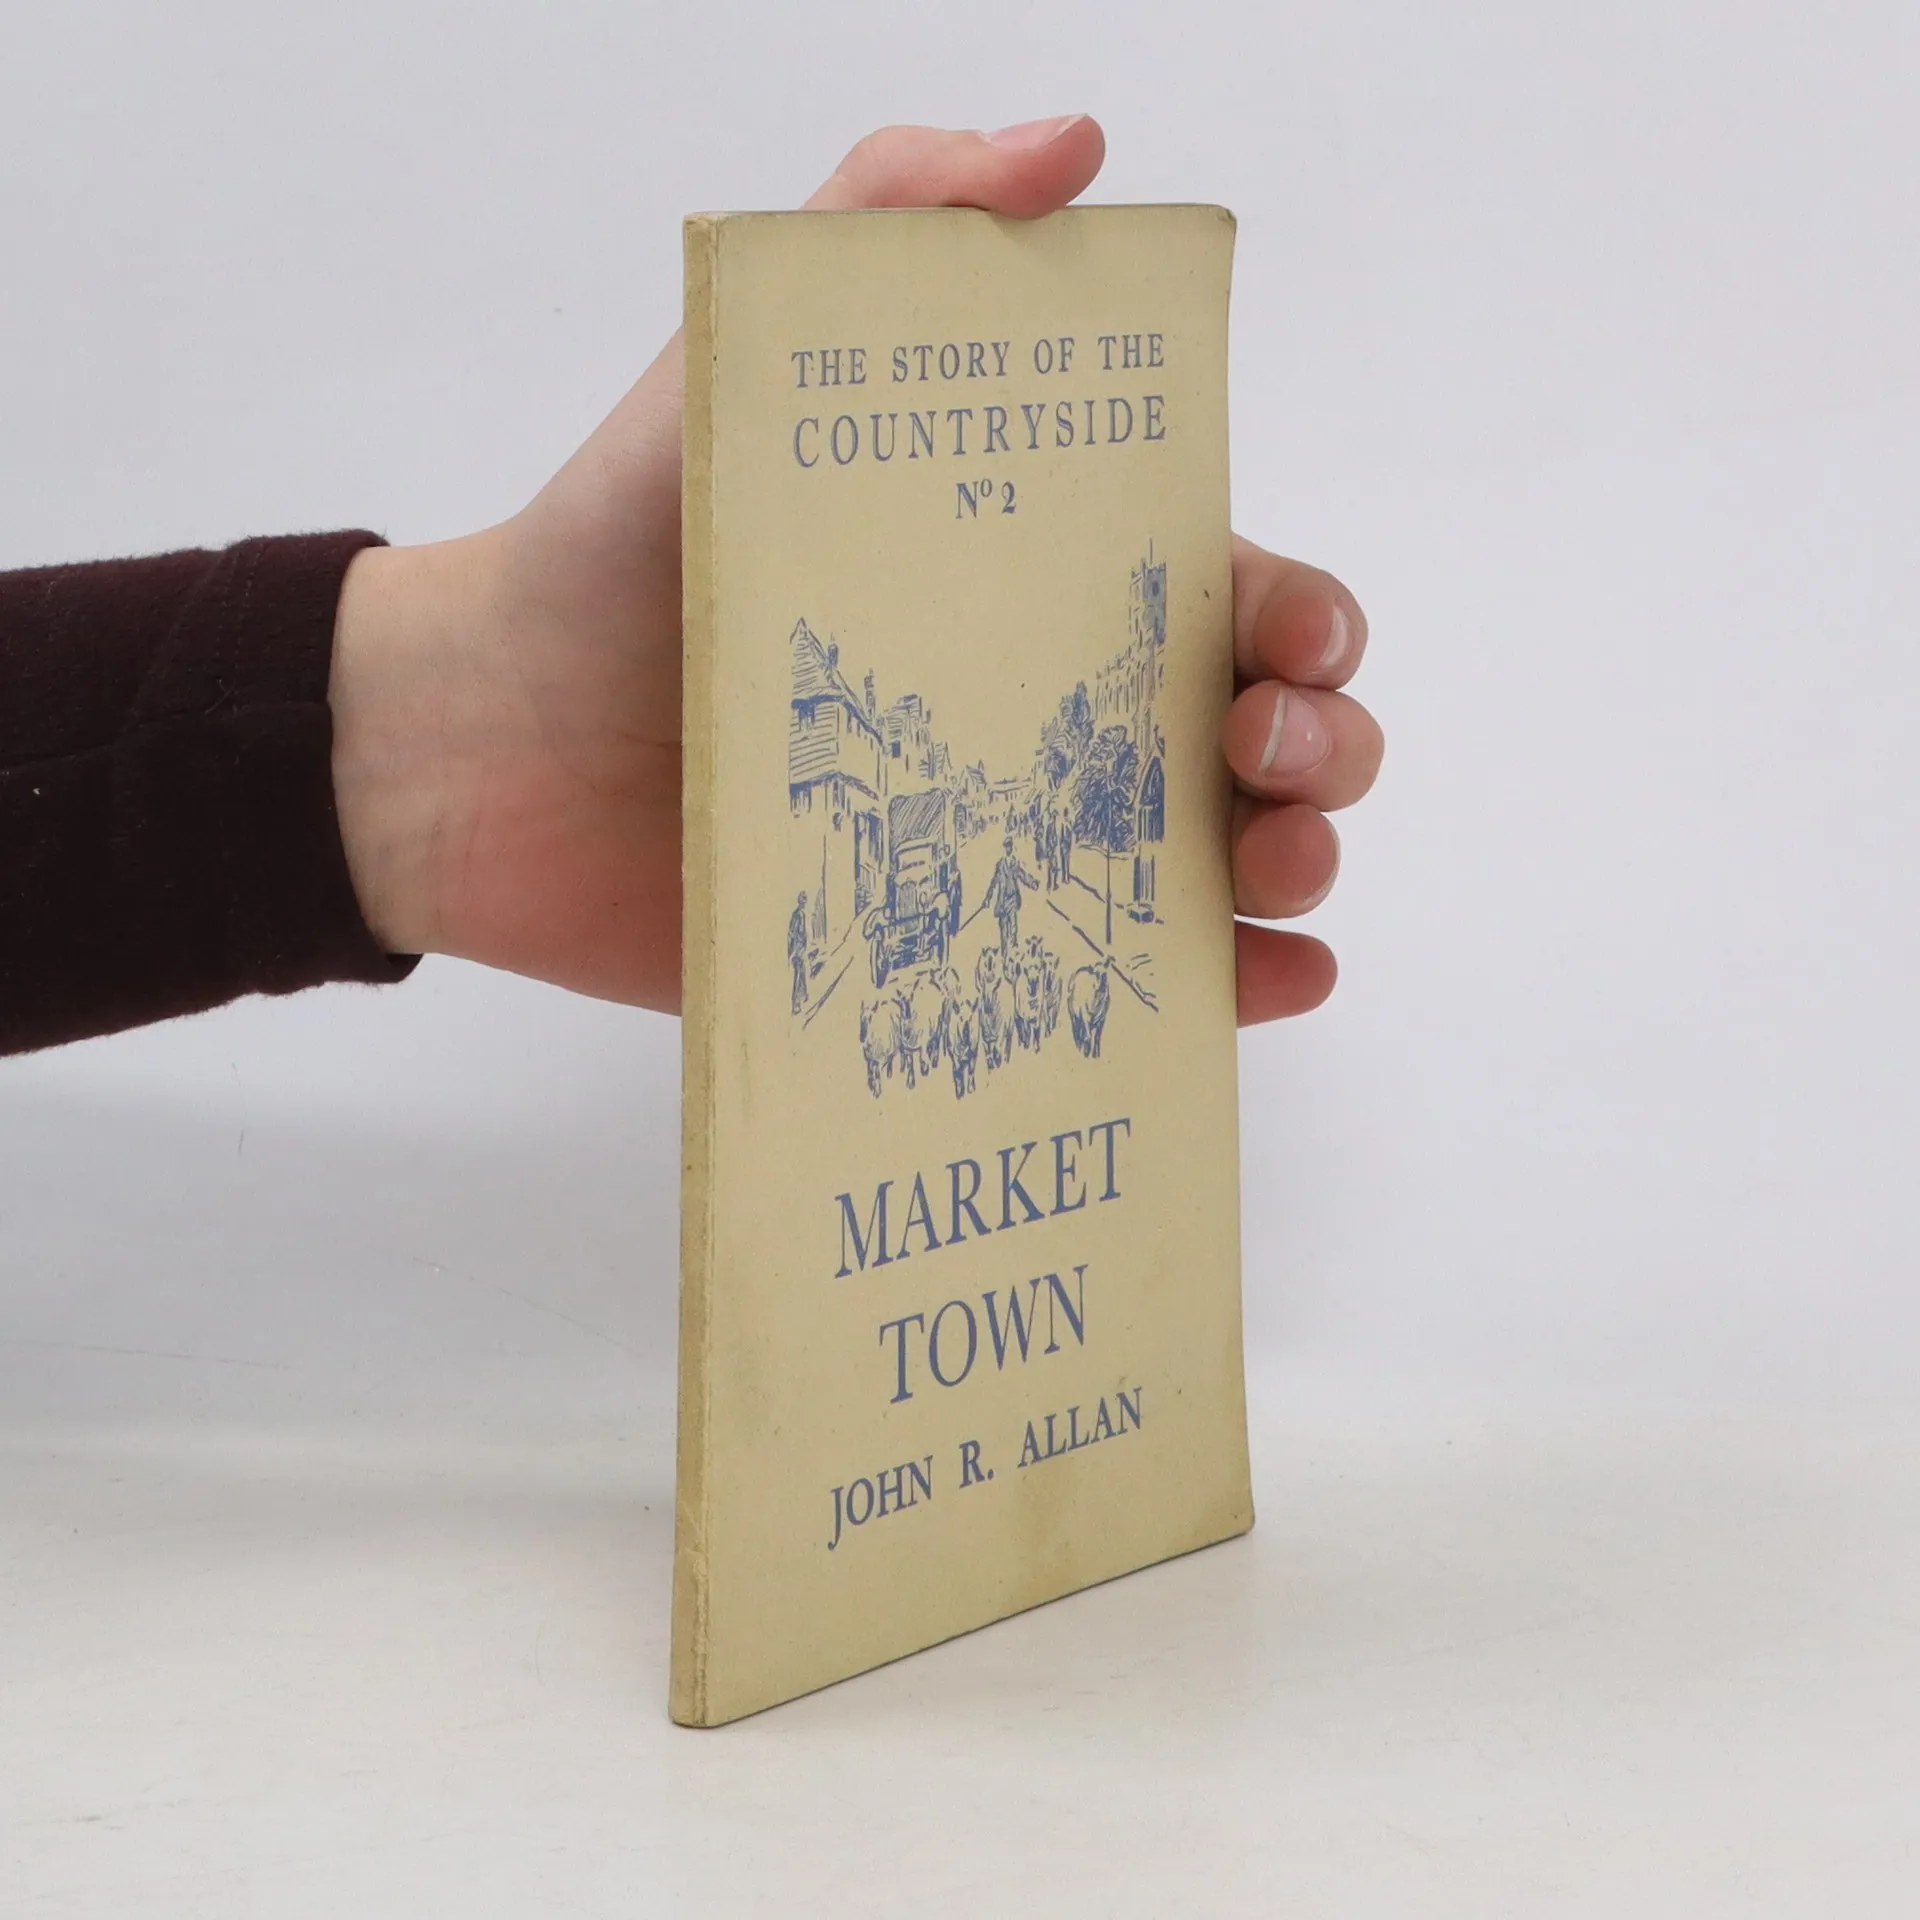 THE STORY OF THE
COUNTRYSIDE
Nº 2
MARKET
TOWN
JOHN R. ALLAN